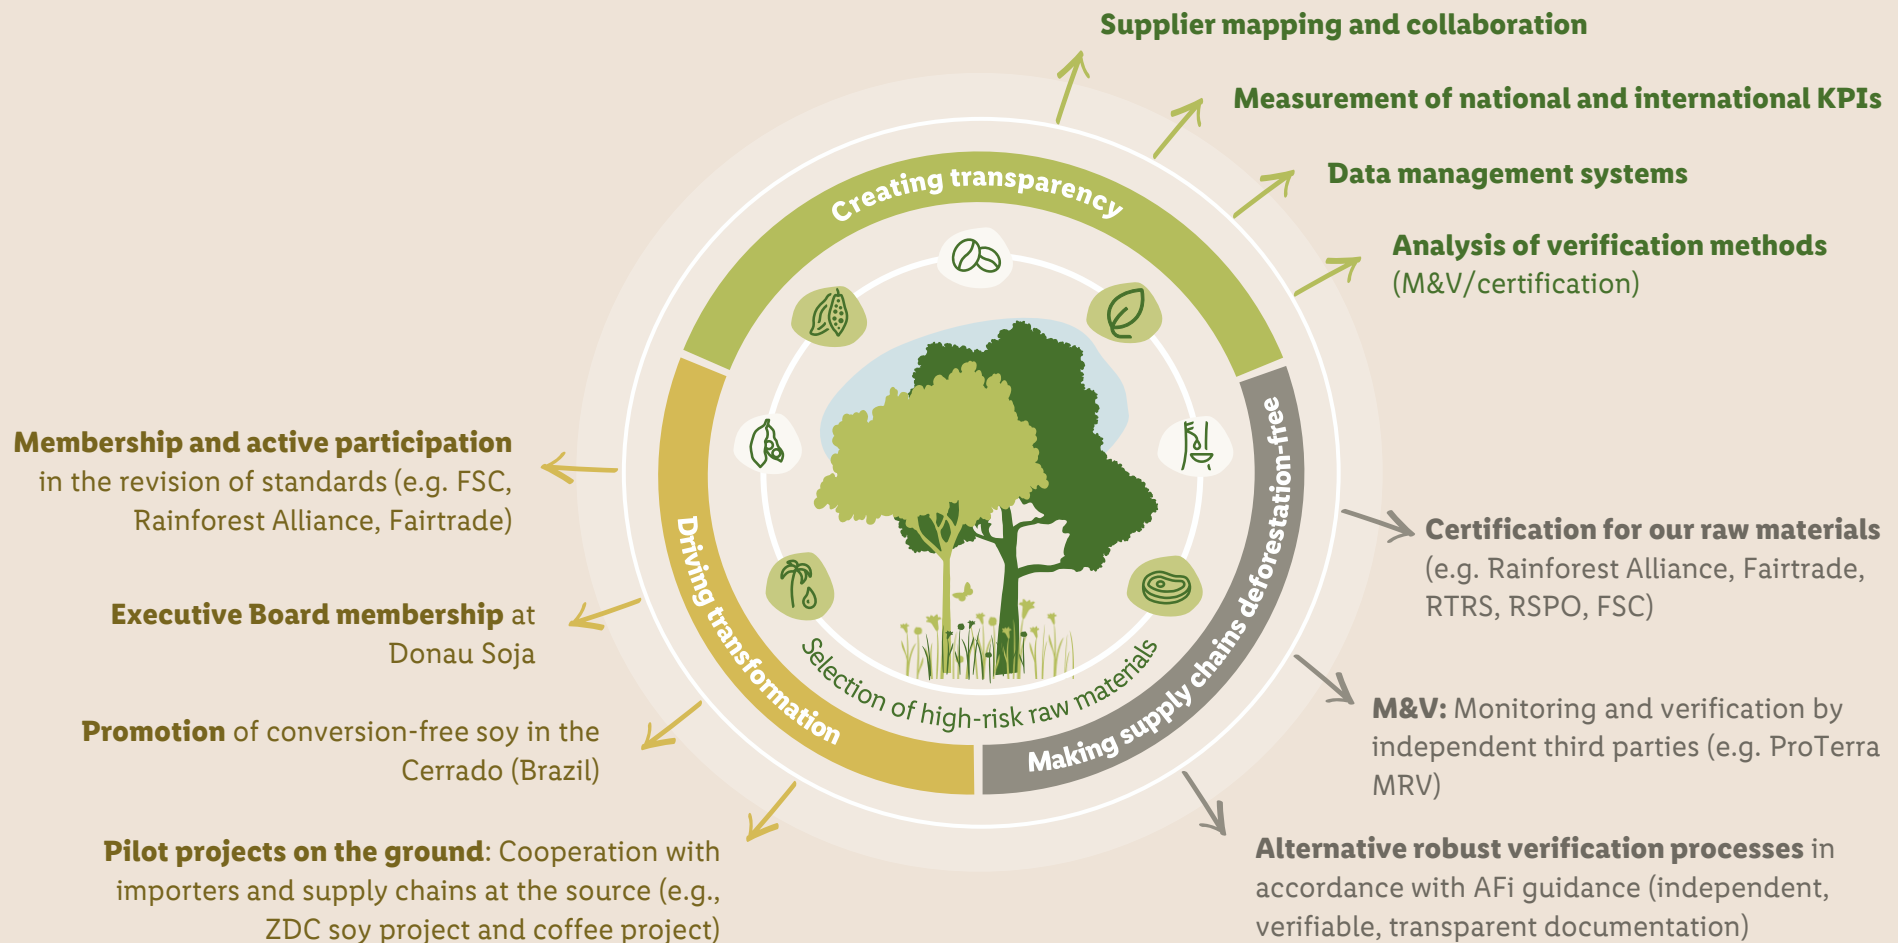 Supplier mapping and collaboration
Measurement of national and international KPIs
Data management systems
Analysis of verification methods
(M&V/certification)
Creating transparency
Making supply chains deforestation-free
Driving transformation
Selection of high-risk raw materials
Certification for our raw materials
(e.g. Rainforest Alliance, Fairtrade,
RTRS, RSPO, FSC)
M&V: Monitoring and verification by
independent third parties (e.g. ProTerra
MRV)
Alternative robust verification processes in
accordance with AFi guidance (independent,
verifiable, transparent documentation)
Membership and active participation
in the revision of standards (e.g. FSC,
Rainforest Alliance, Fairtrade)
Executive Board membership at
Donau Soja
Promotion of conversion-free soy in the
Cerrado (Brazil)
Pilot projects on the ground: Cooperation with
importers and supply chains at the source (e.g.,
ZDC soy project and coffee project)